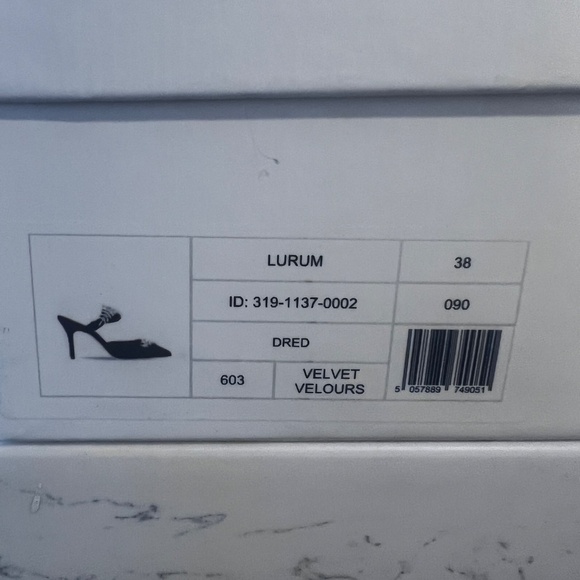 LURUM
38
ID: 319-1137-0002
090
DRED
603
VELVET
VELOURS
5 057889 749051